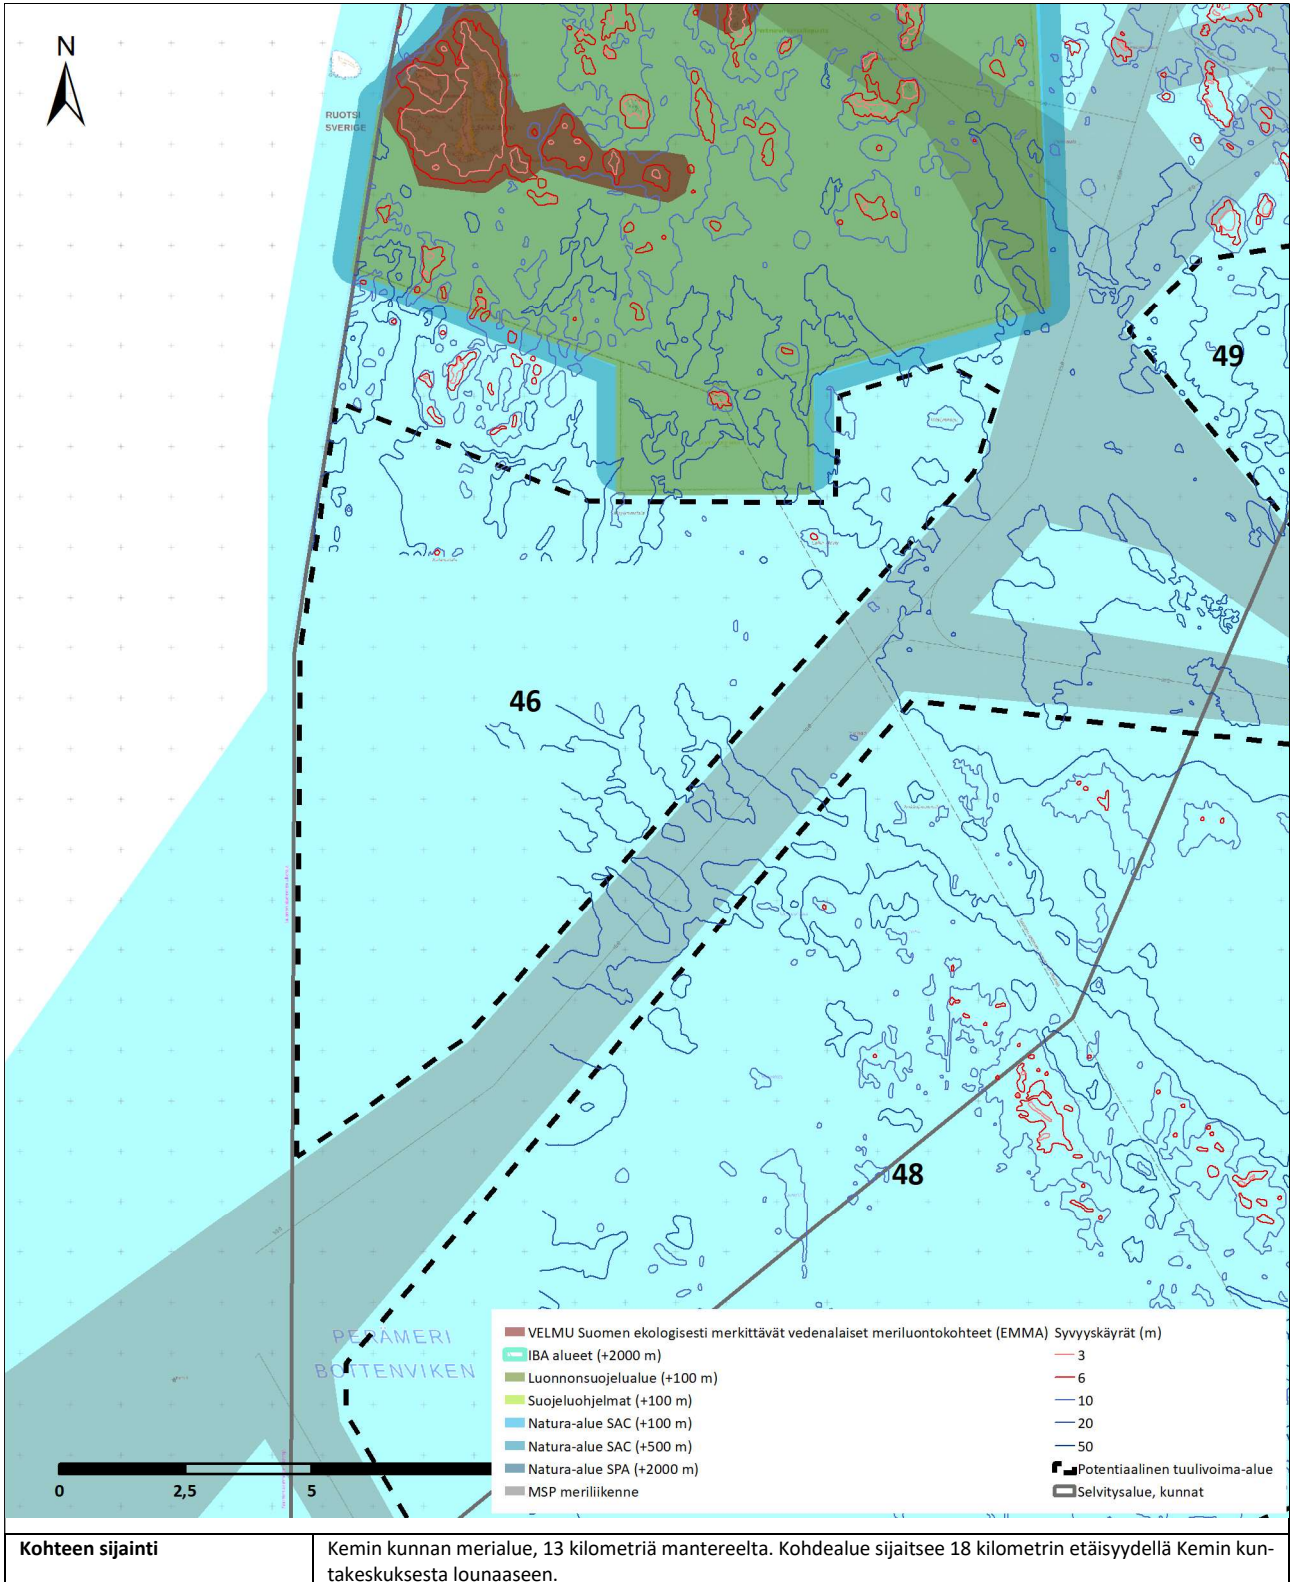 N
RUOTSI
SVERIGE
49
46
48
PERÄMERI
BOTTENVIKEN
0
2,5
5
VELMU Suomen ekologisesti merkittävät vedenalaiset meriluontokohteet (EMMA)
IBA alueet (+2000 m)
Luonnonsuojelualue (+100 m)
Suojeluohjelmat (+100 m)
Natura-alue SAC (+100 m)
Natura-alue SAC (+500 m)
Natura-alue SPA (+2000 m)
MSP meriliikenne
Syvyyskäyrät (m)
3
6
10
20
50
Potentiaalinen tuulivoima-alue
Selvitysalue, kunnat
Kohteen sijainti
Kemin kunnan merialue, 13 kilometriä mantereelta. Kohdealue sijaitsee 18 kilometrin etäisyydellä Kemin kun-
takeskuksesta lounaaseen.